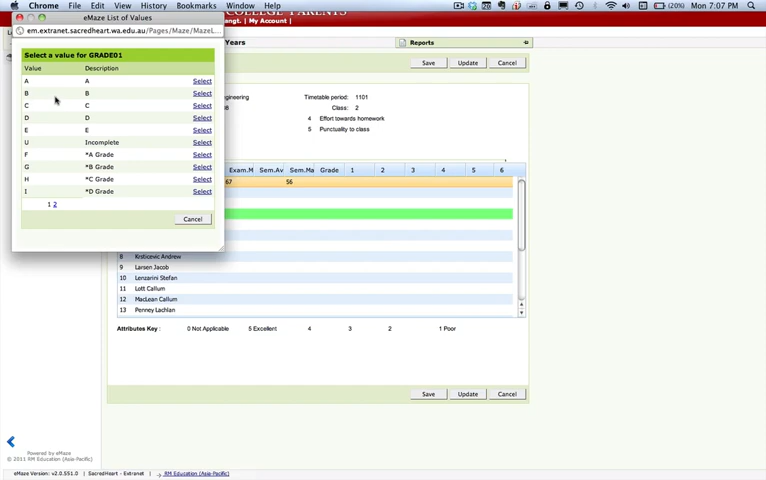 Chrome File Edit View History Bookmarks Window Help (20%) Mon 7:07 PM
eMaze List of Values
em.extranet.sacredheart.wa.edu.au/Pages/Maze/MazeL...
COLLEGE PARENTS
angt. | My Account |
Select a value for GRADE01
Value Description
A A Select
B B Select
C C Select
D D Select
E E Select
U Incomplete Select
F *A Grade Select
G *B Grade Select
H *C Grade Select
I *D Grade Select
1 2
Cancel
Years Reports
Save Update Cancel
gineering Timetable period: 1101
Class: 2
4 Effort towards homework
5 Punctuality to class
Exam.M Sem.Av Sem.Ma Grade 1 2 3 4 5 6
67 56
8 Krsticevic Andrew
9 Larsen Jacob
10 Lenzarini Stefan
11 Lott Callum
12 MacLean Callum
13 Penney Lachlan
Attributes Key : 0 Not Applicable 5 Excellent 4 3 2 1 Poor
Save Update Cancel
Powered by eMaze
© 2011 RM Education (Asia-Pacific)
eMaze Version: v2.0.551.0 | SacredHeart - Extranet | RM Education (Asia-Pacific)